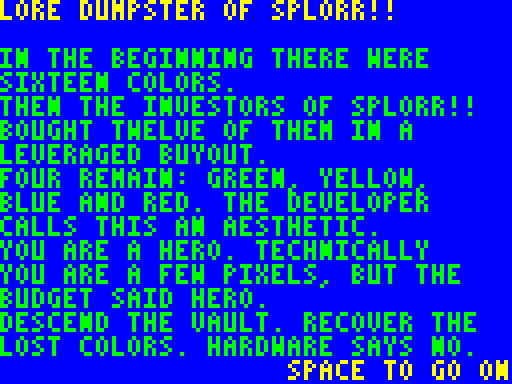 LORE DUMPSTER OF SPLORR!!
IN THE BEGINNING THERE WERE
SIXTEEN COLORS.
THEN THE INVESTORS OF SPLORR!!
BOUGHT TWELVE OF THEM IN A
LEVERAGED BUYOUT.
FOUR REMAIN: GREEN, YELLOW,
BLUE AND RED. THE DEVELOPER
CALLS THIS AN AESTHETIC.
YOU ARE A HERO. TECHNICALLY
YOU ARE A FEW PIXELS, BUT THE
BUDGET SAID HERO.
DESCEND THE VAULT. RECOVER THE
LOST COLORS. HARDWARE SAYS NO.
SPACE TO GO ON